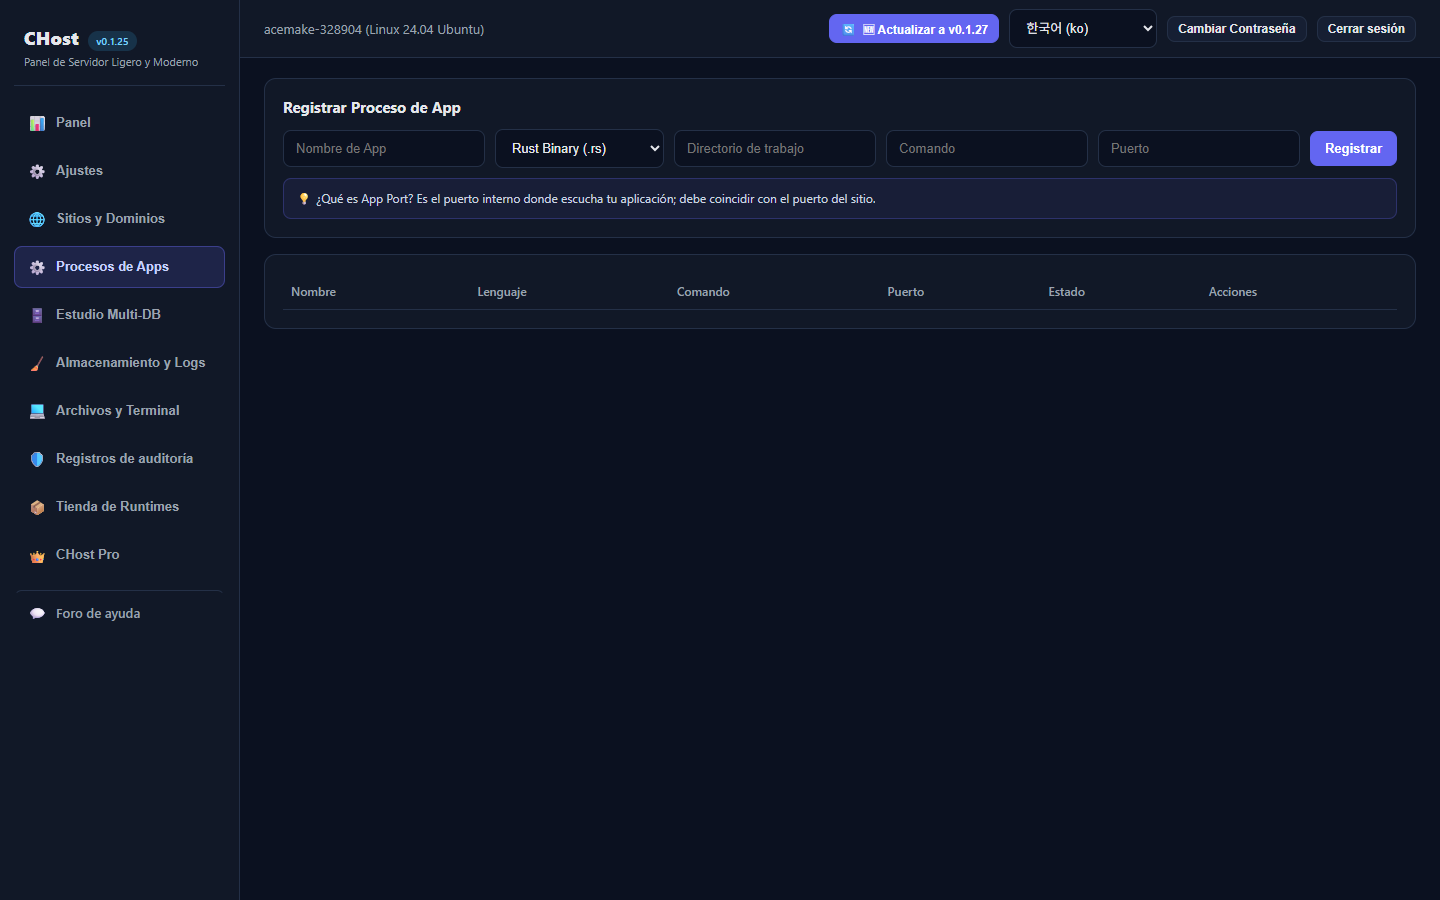 CHost v0.1.25
Panel de Servidor Ligero y Moderno
Panel
Ajustes
Sitios y Dominios
Procesos de Apps
Estudio Multi-DB
Almacenamiento y Logs
Archivos y Terminal
Registros de auditoría
Tienda de Runtimes
CHost Pro
Foro de ayuda
acemake-328904 (Linux 24.04 Ubuntu)
Actualizar a v0.1.27
한국어 (ko)
Cambiar Contraseña
Cerrar sesión
Registrar Proceso de App
Nombre de App
Rust Binary (.rs)
Directorio de trabajo
Comando
Puerto
Registrar
¿Qué es App Port? Es el puerto interno donde escucha tu aplicación; debe coincidir con el puerto del sitio.
Nombre Lenguaje Comando Puerto Estado Acciones